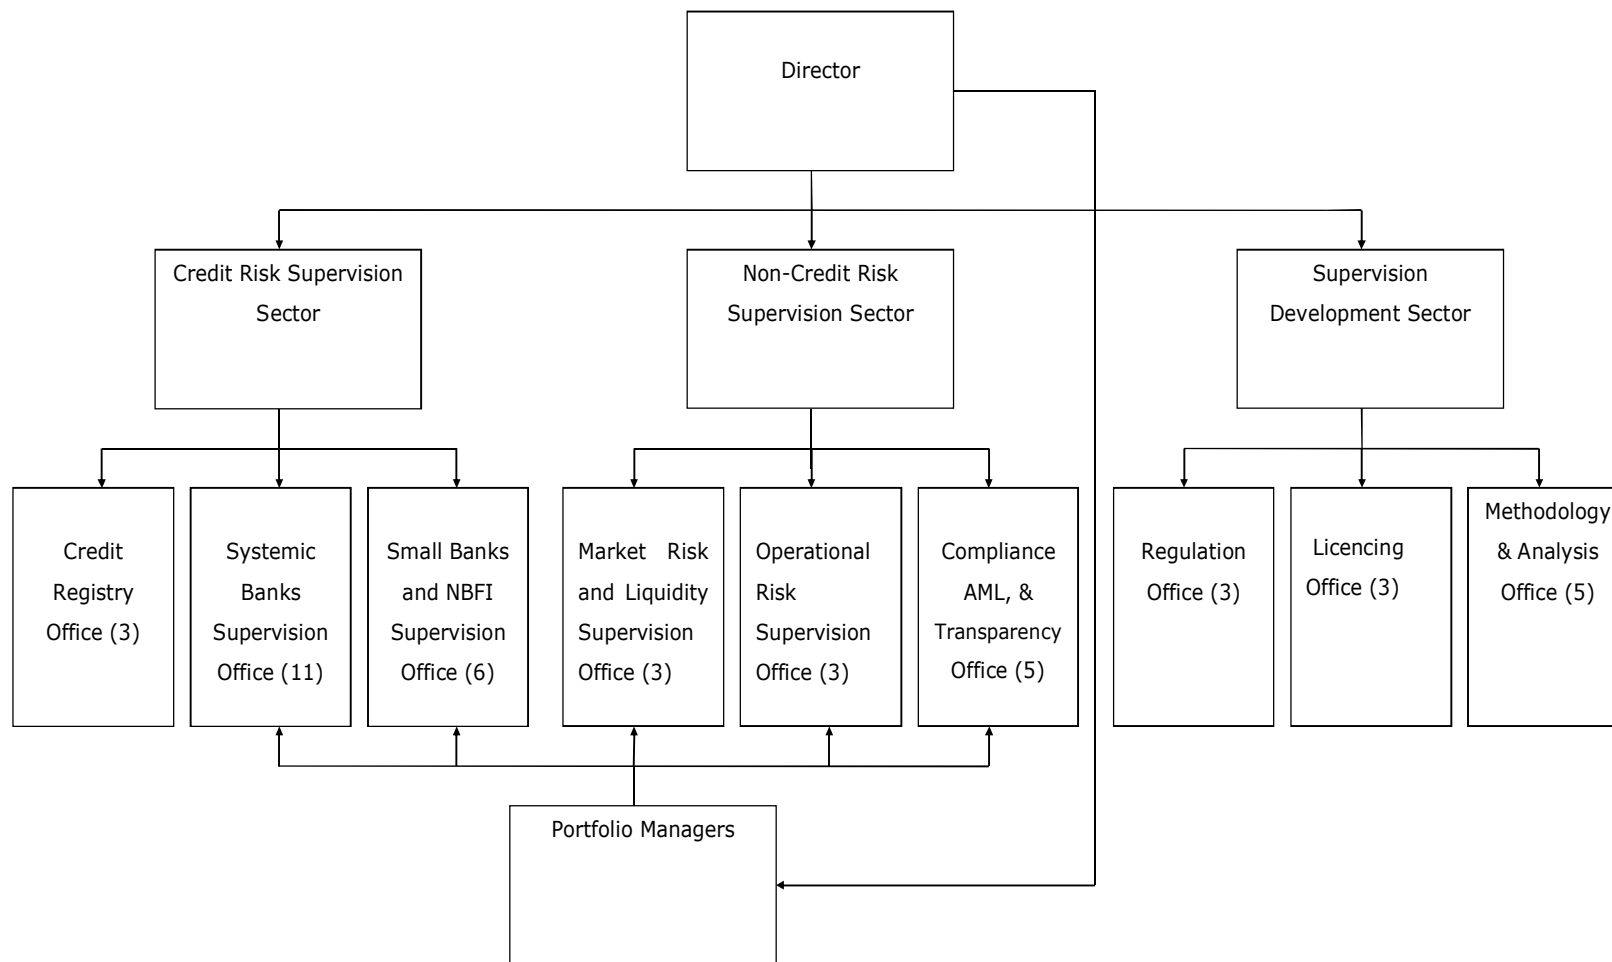 Director
Credit Risk Supervision
Sector
Non-Credit Risk
Supervision Sector
Supervision
Development Sector
Credit
Registry
Office (3)
Systemic
Banks
Supervision
Office (11)
Small Banks
and NBFI
Supervision
Office (6)
Market Risk
and Liquidity
Supervision
Office (3)
Operational
Risk
Supervision
Office (3)
Compliance
AML, &
Transparency
Office (5)
Regulation
Office (3)
Licencing
Office (3)
Methodology
& Analysis
Office (5)
Portfolio Managers